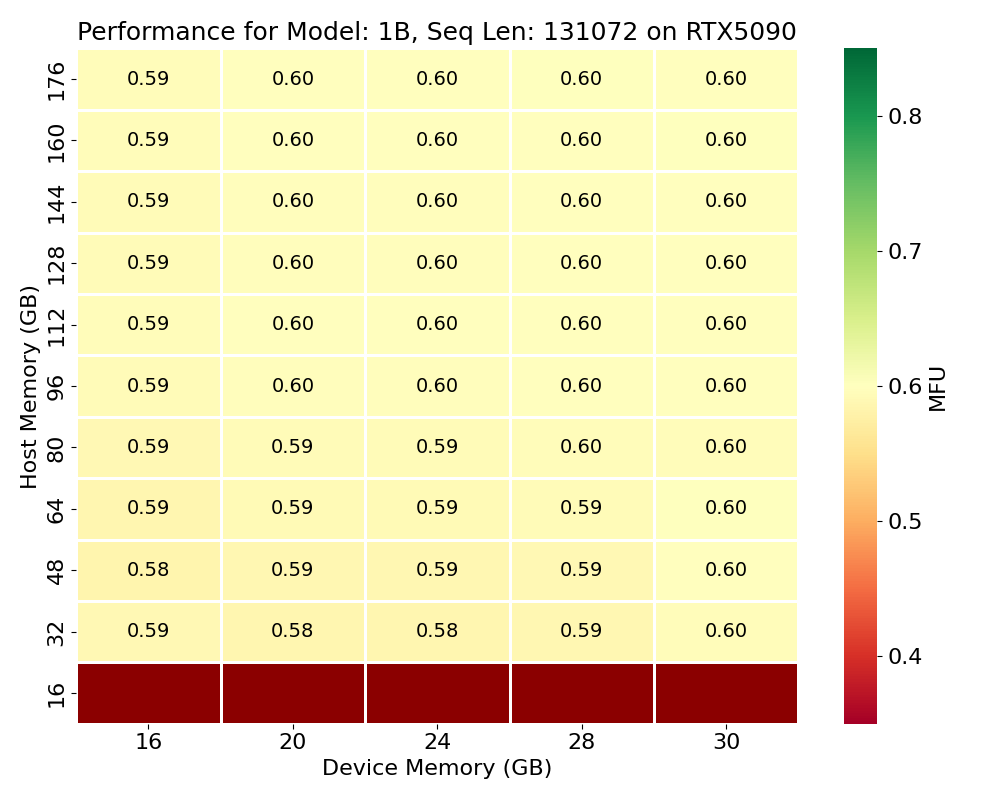 Performance for Model: 1B, Seq Len: 131072 on RTX5090
176 0.59 0.60 0.60 0.60 0.60
160 0.59 0.60 0.60 0.60 0.60
144 0.59 0.60 0.60 0.60 0.60
128 0.59 0.60 0.60 0.60 0.60
112 0.59 0.60 0.60 0.60 0.60
96 0.59 0.60 0.60 0.60 0.60
80 0.59 0.59 0.59 0.60 0.60
64 0.59 0.59 0.59 0.59 0.60
48 0.58 0.59 0.59 0.59 0.60
32 0.59 0.58 0.58 0.59 0.60
16
Host Memory (GB)
16 20 24 28 30
Device Memory (GB)
0.8
0.7
0.6
0.5
0.4
MFU